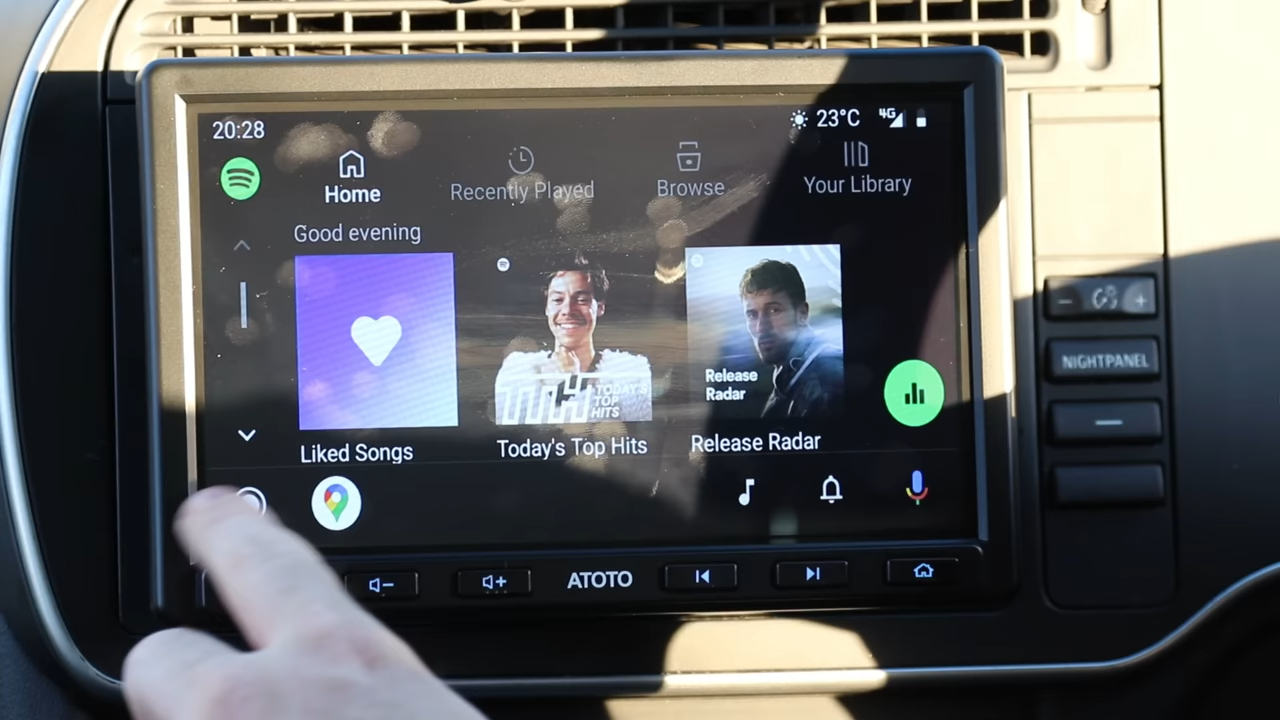 20:28
23°C
4G
Home
Recently Played
Browse
Your Library
Good evening
TTH TODAY'S TOP HITS
Release
Radar
Liked Songs
Today's Top Hits
Release Radar
ATOTO
NIGHTPANEL